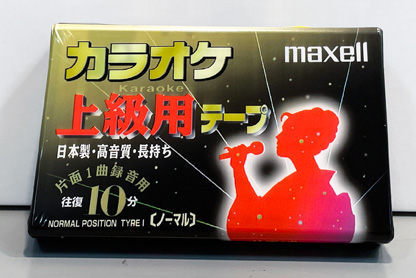 カラオケ
maxell
Karaoke
上級用テープ
日本製・高音質・長持ち
片面1曲録音用
往復10分
NORMAL POSITION TYPE I
(ノーマル)